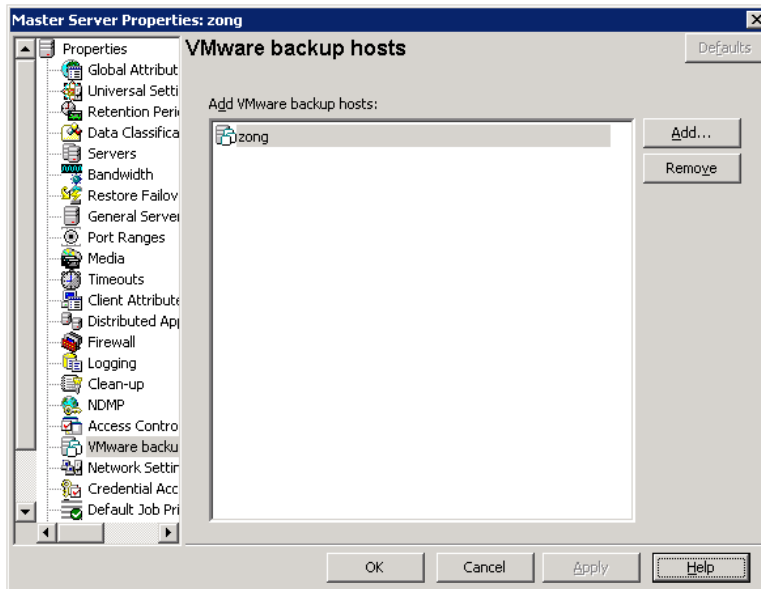 Master Server Properties: zong
Properties
Global Attribut
Universal Setti
Retention Peri
Data Classifica
Servers
Bandwidth
Restore Failov
General Server
Port Ranges
Media
Timeouts
Client Attribute
Distributed App
Firewall
Logging
Clean-up
NDMP
Access Contro
VMware backu
Network Settin
Credential Acc
Default Job Pri
VMware backup hosts
Defaults
Add VMware backup hosts:
zong
Add...
Remove
OK
Cancel
Apply
Help